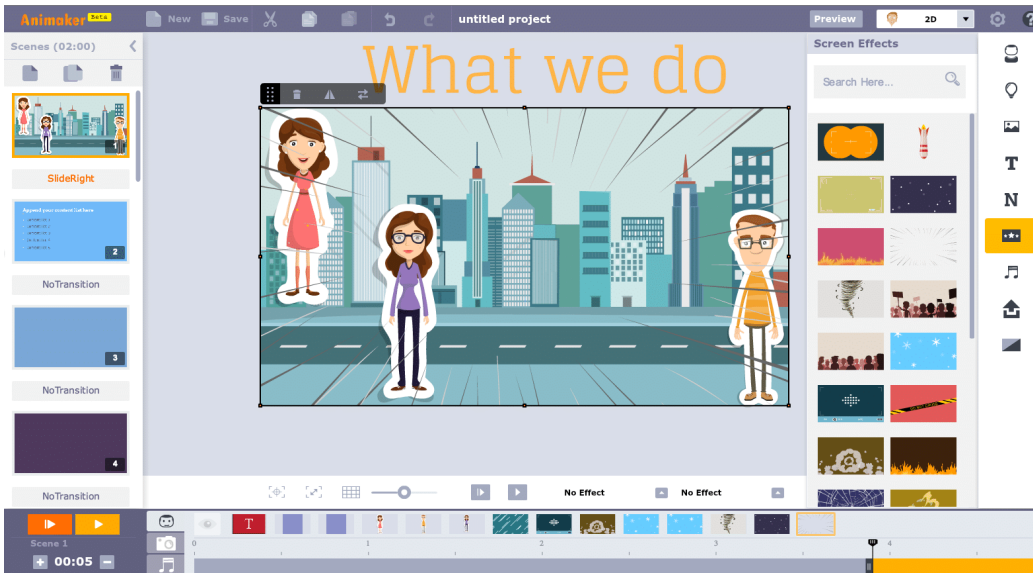 Animaker Beta
New
Save
untitled project
Preview
2D
?
Scenes (02:00)
What we do
Screen Effects
Search Here...
1
SlideRight
Append your content list here
2
NoTransition
3
NoTransition
4
NoTransition
T
N
No Effect
No Effect
T
Scene 1
00:05
0
1
2
3
4